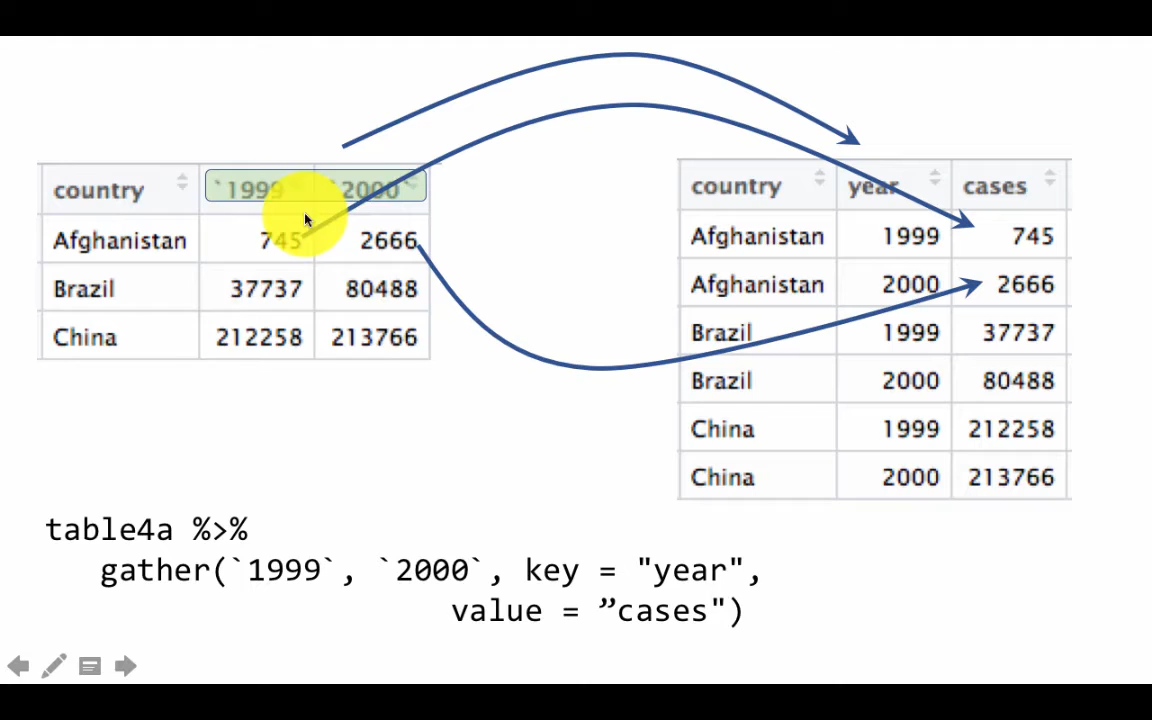 country `1999` `2000`
Afghanistan 745 2666
Brazil 37737 80488
China 212258 213766
country year cases
Afghanistan 1999 745
Afghanistan 2000 2666
Brazil 1999 37737
Brazil 2000 80488
China 1999 212258
China 2000 213766
table4a %>%
gather(`1999`, `2000`, key = "year",
value = ”cases")